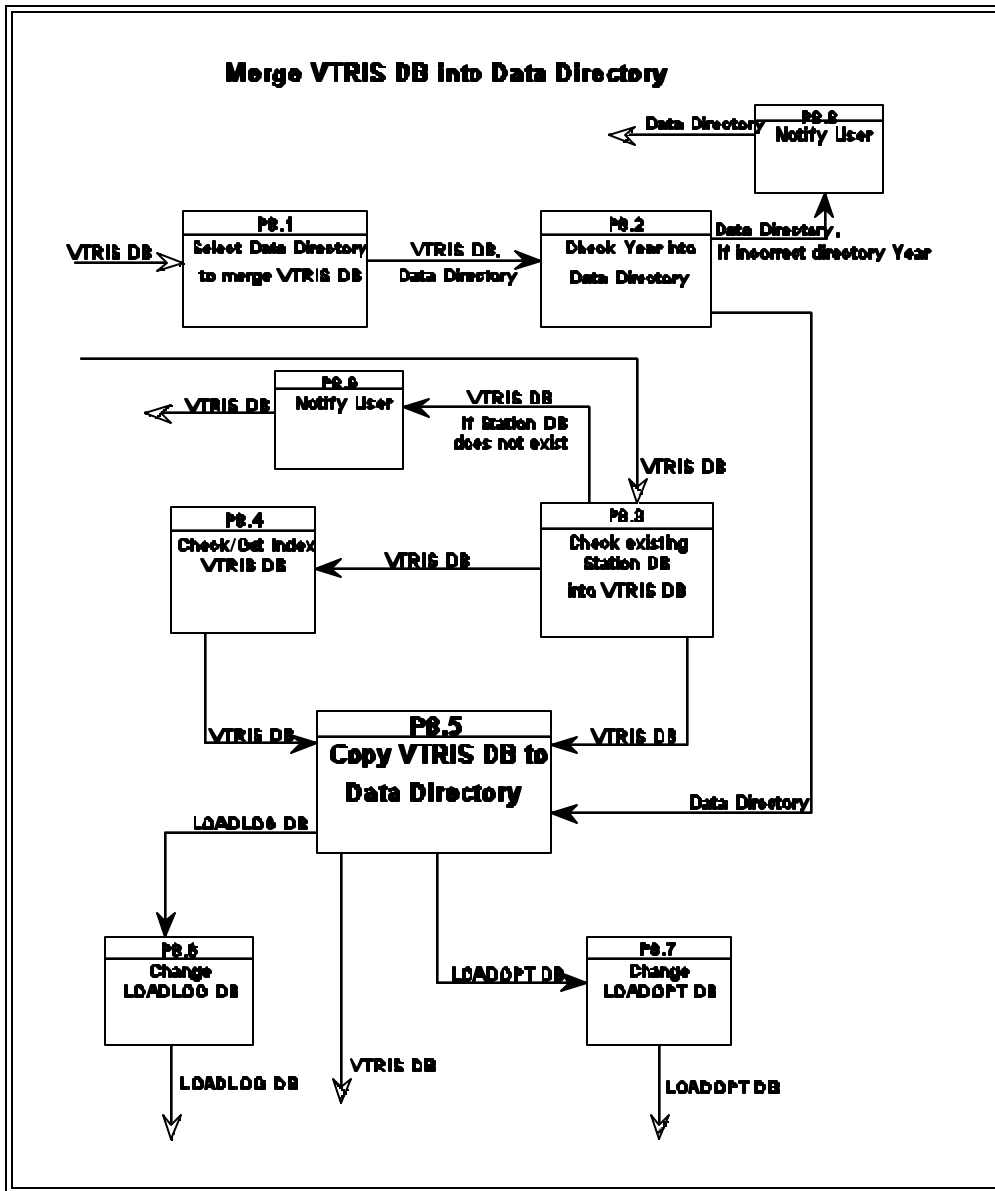 Merge VTRIS DB into Data Directory
P8.8
Notify User
Data Directory
P8.1
Select Data Directory
to merge VTRIS DB
VTRIS DB
VTRIS DB,
Data Directory
P8.2
Check Year into
Data Directory
Data Directory,
If incorrect directory Year
P8.9
Notify User
VTRIS DB
VTRIS DB
If Station DB
does not exist
VTRIS DB
P8.3
Check existing
Station DB
into VTRIS DB
P8.4
Check/Get Index
VTRIS DB
VTRIS DB
VTRIS DB
P8.5
Copy VTRIS DB to
Data Directory
VTRIS DB
Data Directory
LOADLOG DB
P8.6
Change
LOADLOG DB
LOADOPT DB
P8.7
Change
LOADOPT DB
VTRIS DB
LOADLOG DB
LOADOPT DB